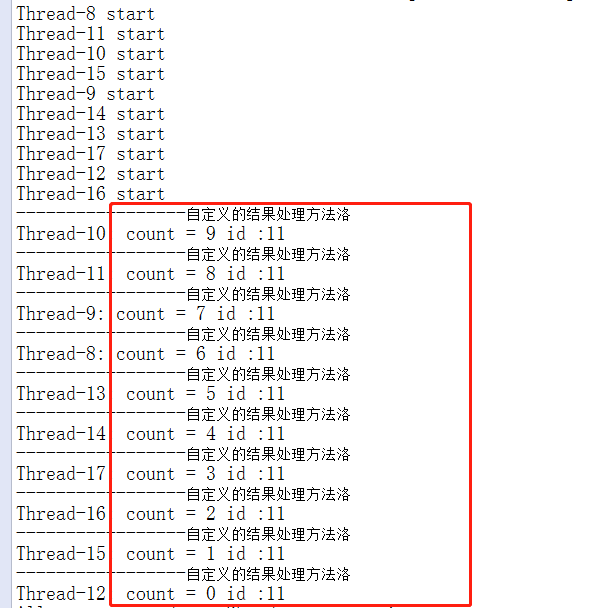 Thread-8 start
Thread-11 start
Thread-10 start
Thread-15 start
Thread-9 start
Thread-14 start
Thread-13 start
Thread-17 start
Thread-12 start
Thread-16 start
-----------------自定义的结果处理方法洛
Thread-10  count = 9 id :11
-----------------自定义的结果处理方法洛
Thread-11  count = 8 id :11
-----------------自定义的结果处理方法洛
Thread-9: count = 7 id :11
-----------------自定义的结果处理方法洛
Thread-8: count = 6 id :11
-----------------自定义的结果处理方法洛
Thread-13  count = 5 id :11
-----------------自定义的结果处理方法洛
Thread-14  count = 4 id :11
-----------------自定义的结果处理方法洛
Thread-17  count = 3 id :11
-----------------自定义的结果处理方法洛
Thread-16  count = 2 id :11
-----------------自定义的结果处理方法洛
Thread-15  count = 1 id :11
-----------------自定义的结果处理方法洛
Thread-12  count = 0 id :11